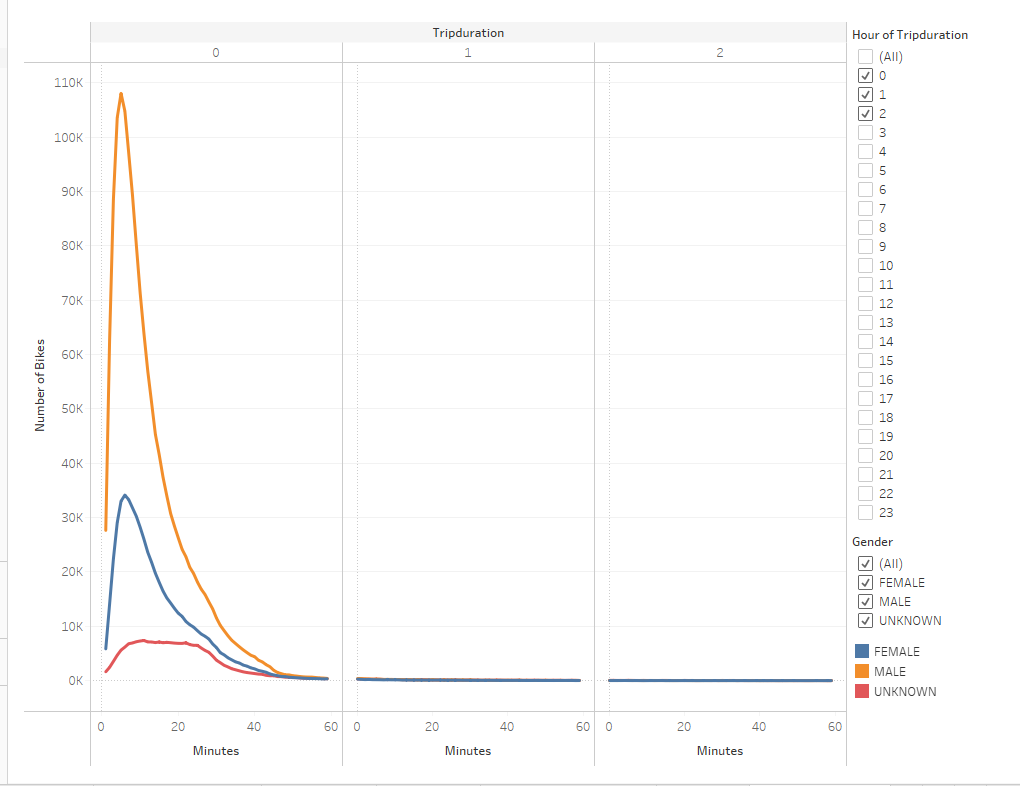 Tripduration
0 1 2
110K
100K
90K
80K
70K
60K
50K
40K
30K
20K
10K
0K
Number of Bikes
0 20 40 60 0 20 40 60 0 20 40 60
Minutes Minutes Minutes
Hour of Tripduration
(All)
0
1
2
3
4
5
6
7
8
9
10
11
12
13
14
15
16
17
18
19
20
21
22
23
Gender
(All)
FEMALE
MALE
UNKNOWN
FEMALE
MALE
UNKNOWN